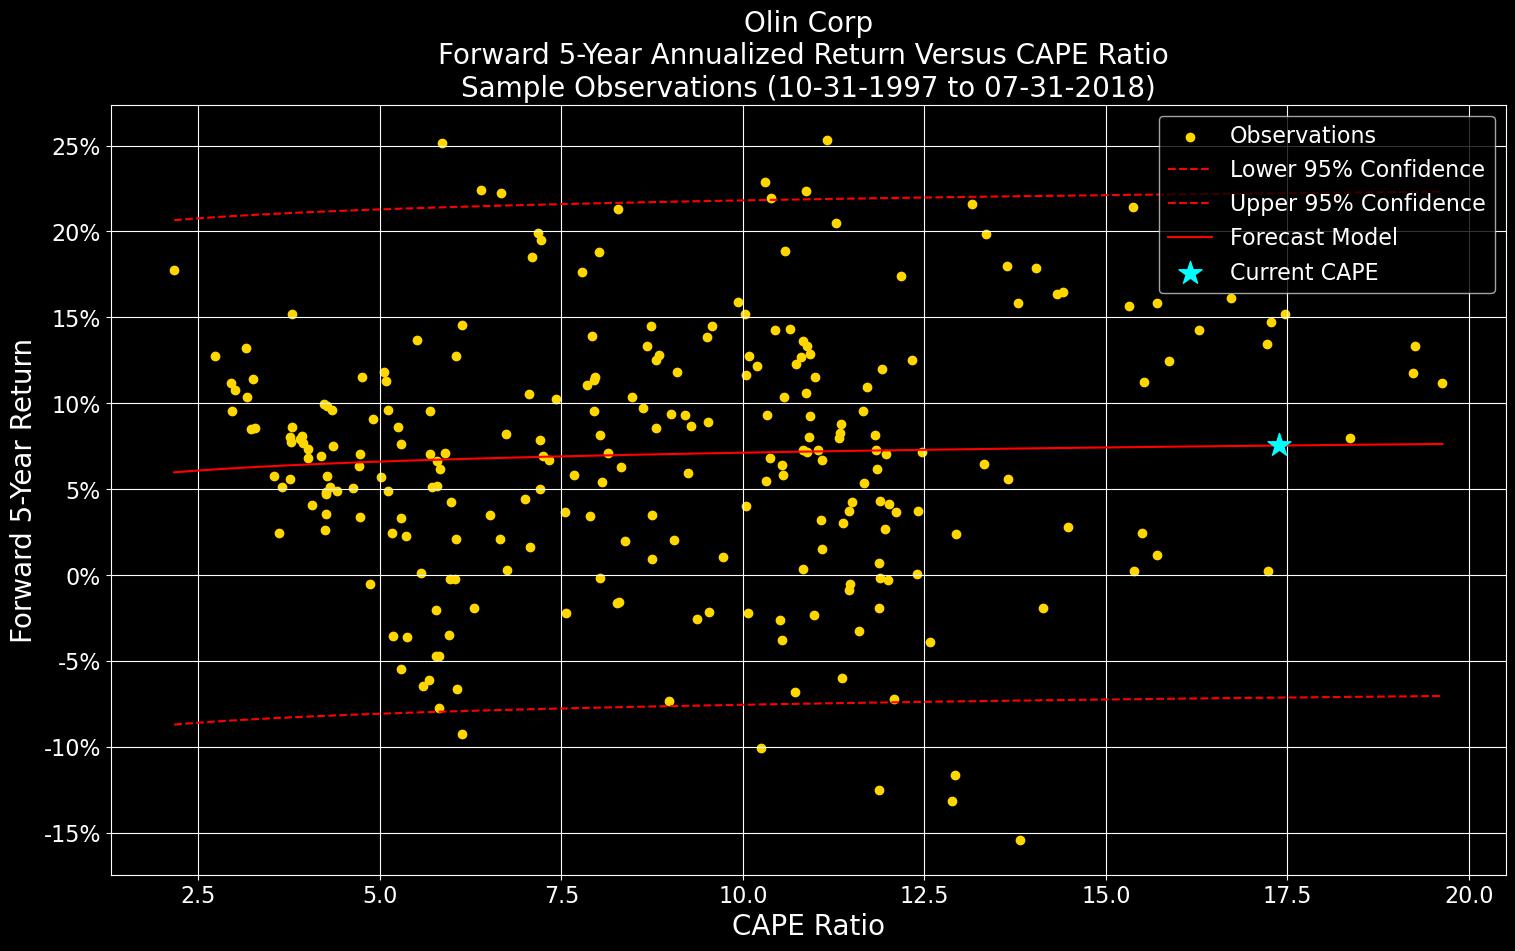 Olin Corp
Forward 5-Year Annualized Return Versus CAPE Ratio
Sample Observations (10-31-1997 to 07-31-2018)
Observations
Lower 95% Confidence
Upper 95% Confidence
Forecast Model
Current CAPE
Forward 5-Year Return
25%
20%
15%
10%
5%
0%
-5%
-10%
-15%
2.5 5.0 7.5 10.0 12.5 15.0 17.5 20.0
CAPE Ratio